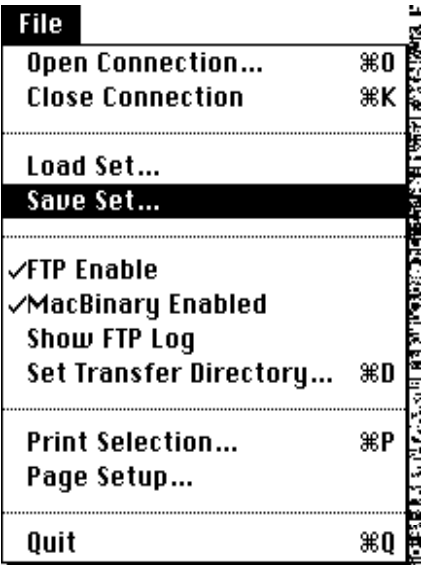 File
Open Connection... ⌘O
Close Connection ⌘K
Load Set...
Save Set...
✓FTP Enable
✓MacBinary Enabled
Show FTP Log
Set Transfer Directory... ⌘D
Print Selection... ⌘P
Page Setup...
Quit ⌘Q